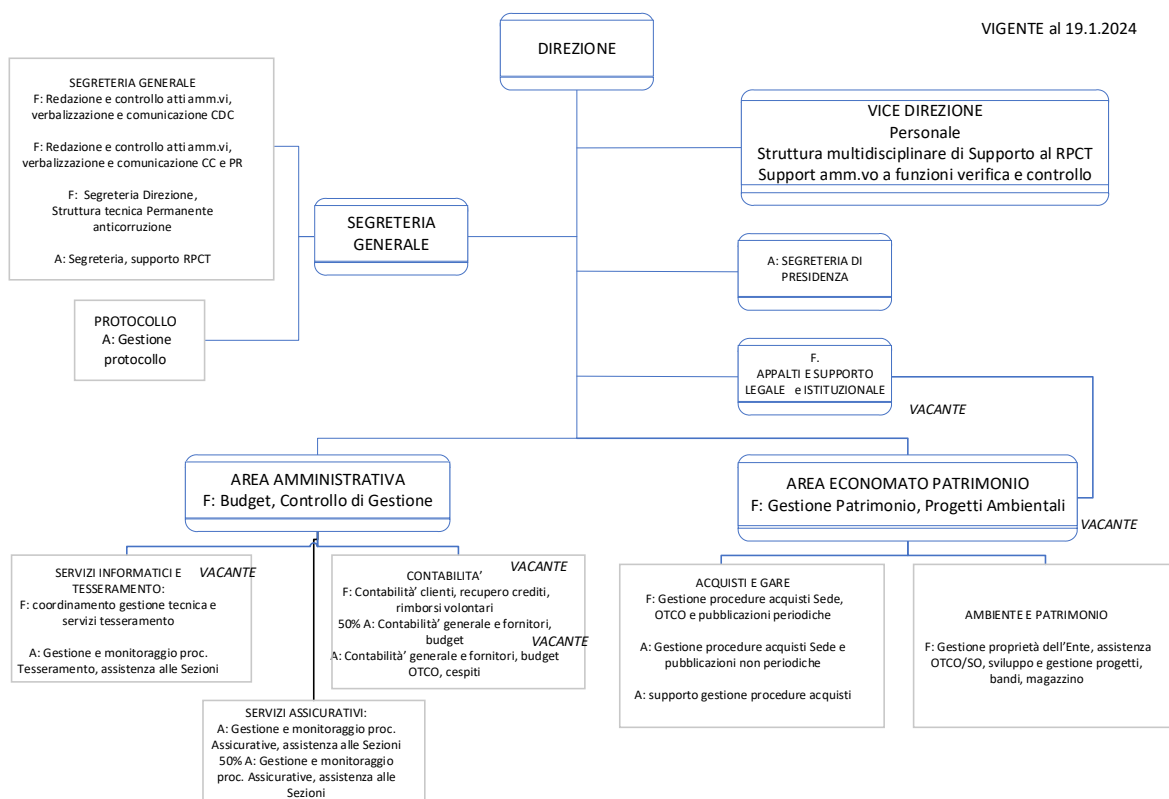 VIGENTE al 19.1.2024
DIREZIONE
SEGRETERIA GENERALE
F: Redazione e controllo atti amm.vi,
verbalizzazione e comunicazione CDC
F: Redazione e controllo atti amm.vi,
verbalizzazione e comunicazione CC e PR
F: Segreteria Direzione,
Struttura tecnica Permanente
anticorruzione
A: Segreteria, supporto RPCT
VICE DIREZIONE
Personale
Struttura multidisciplinare di Supporto al RPCT
Support amm.vo a funzioni verifica e controllo
SEGRETERIA
GENERALE
A: SEGRETERIA DI
PRESIDENZA
PROTOCOLLO
A: Gestione
protocollo
F.
APPALTI E SUPPORTO
LEGALE e ISTITUZIONALE
VACANTE
AREA AMMINISTRATIVA
F: Budget, Controllo di Gestione
AREA ECONOMATO PATRIMONIO
F: Gestione Patrimonio, Progetti Ambientali
VACANTE
SERVIZI INFORMATICI E
TESSERAMENTO:
F: coordinamento gestione tecnica e
servizi tesseramento
A: Gestione e monitoraggio proc.
Tesseramento, assistenza alle Sezioni
VACANTE
CONTABILITA'
F: Contabilità' clienti, recupero crediti,
rimborsi volontari
50% A: Contabilità' generale e fornitori,
budget
A: Contabilità' generale e fornitori, budget
OTCO, cespiti
VACANTE
VACANTE
ACQUISTI E GARE
F: Gestione procedure acquisti Sede,
OTCO e pubblicazioni periodiche
A: Gestione procedure acquisti Sede e
pubblicazioni non periodiche
A: supporto gestione procedure acquisti
AMBIENTE E PATRIMONIO
F: Gestione proprietà dell'Ente, assistenza
OTCO/SO, sviluppo e gestione progetti,
bandi, magazzino
SERVIZI ASSICURATIVI:
A: Gestione e monitoraggio proc.
Assicurative, assistenza alle Sezioni
50% A: Gestione e monitoraggio
proc. Assicurative, assistenza alle
Sezioni